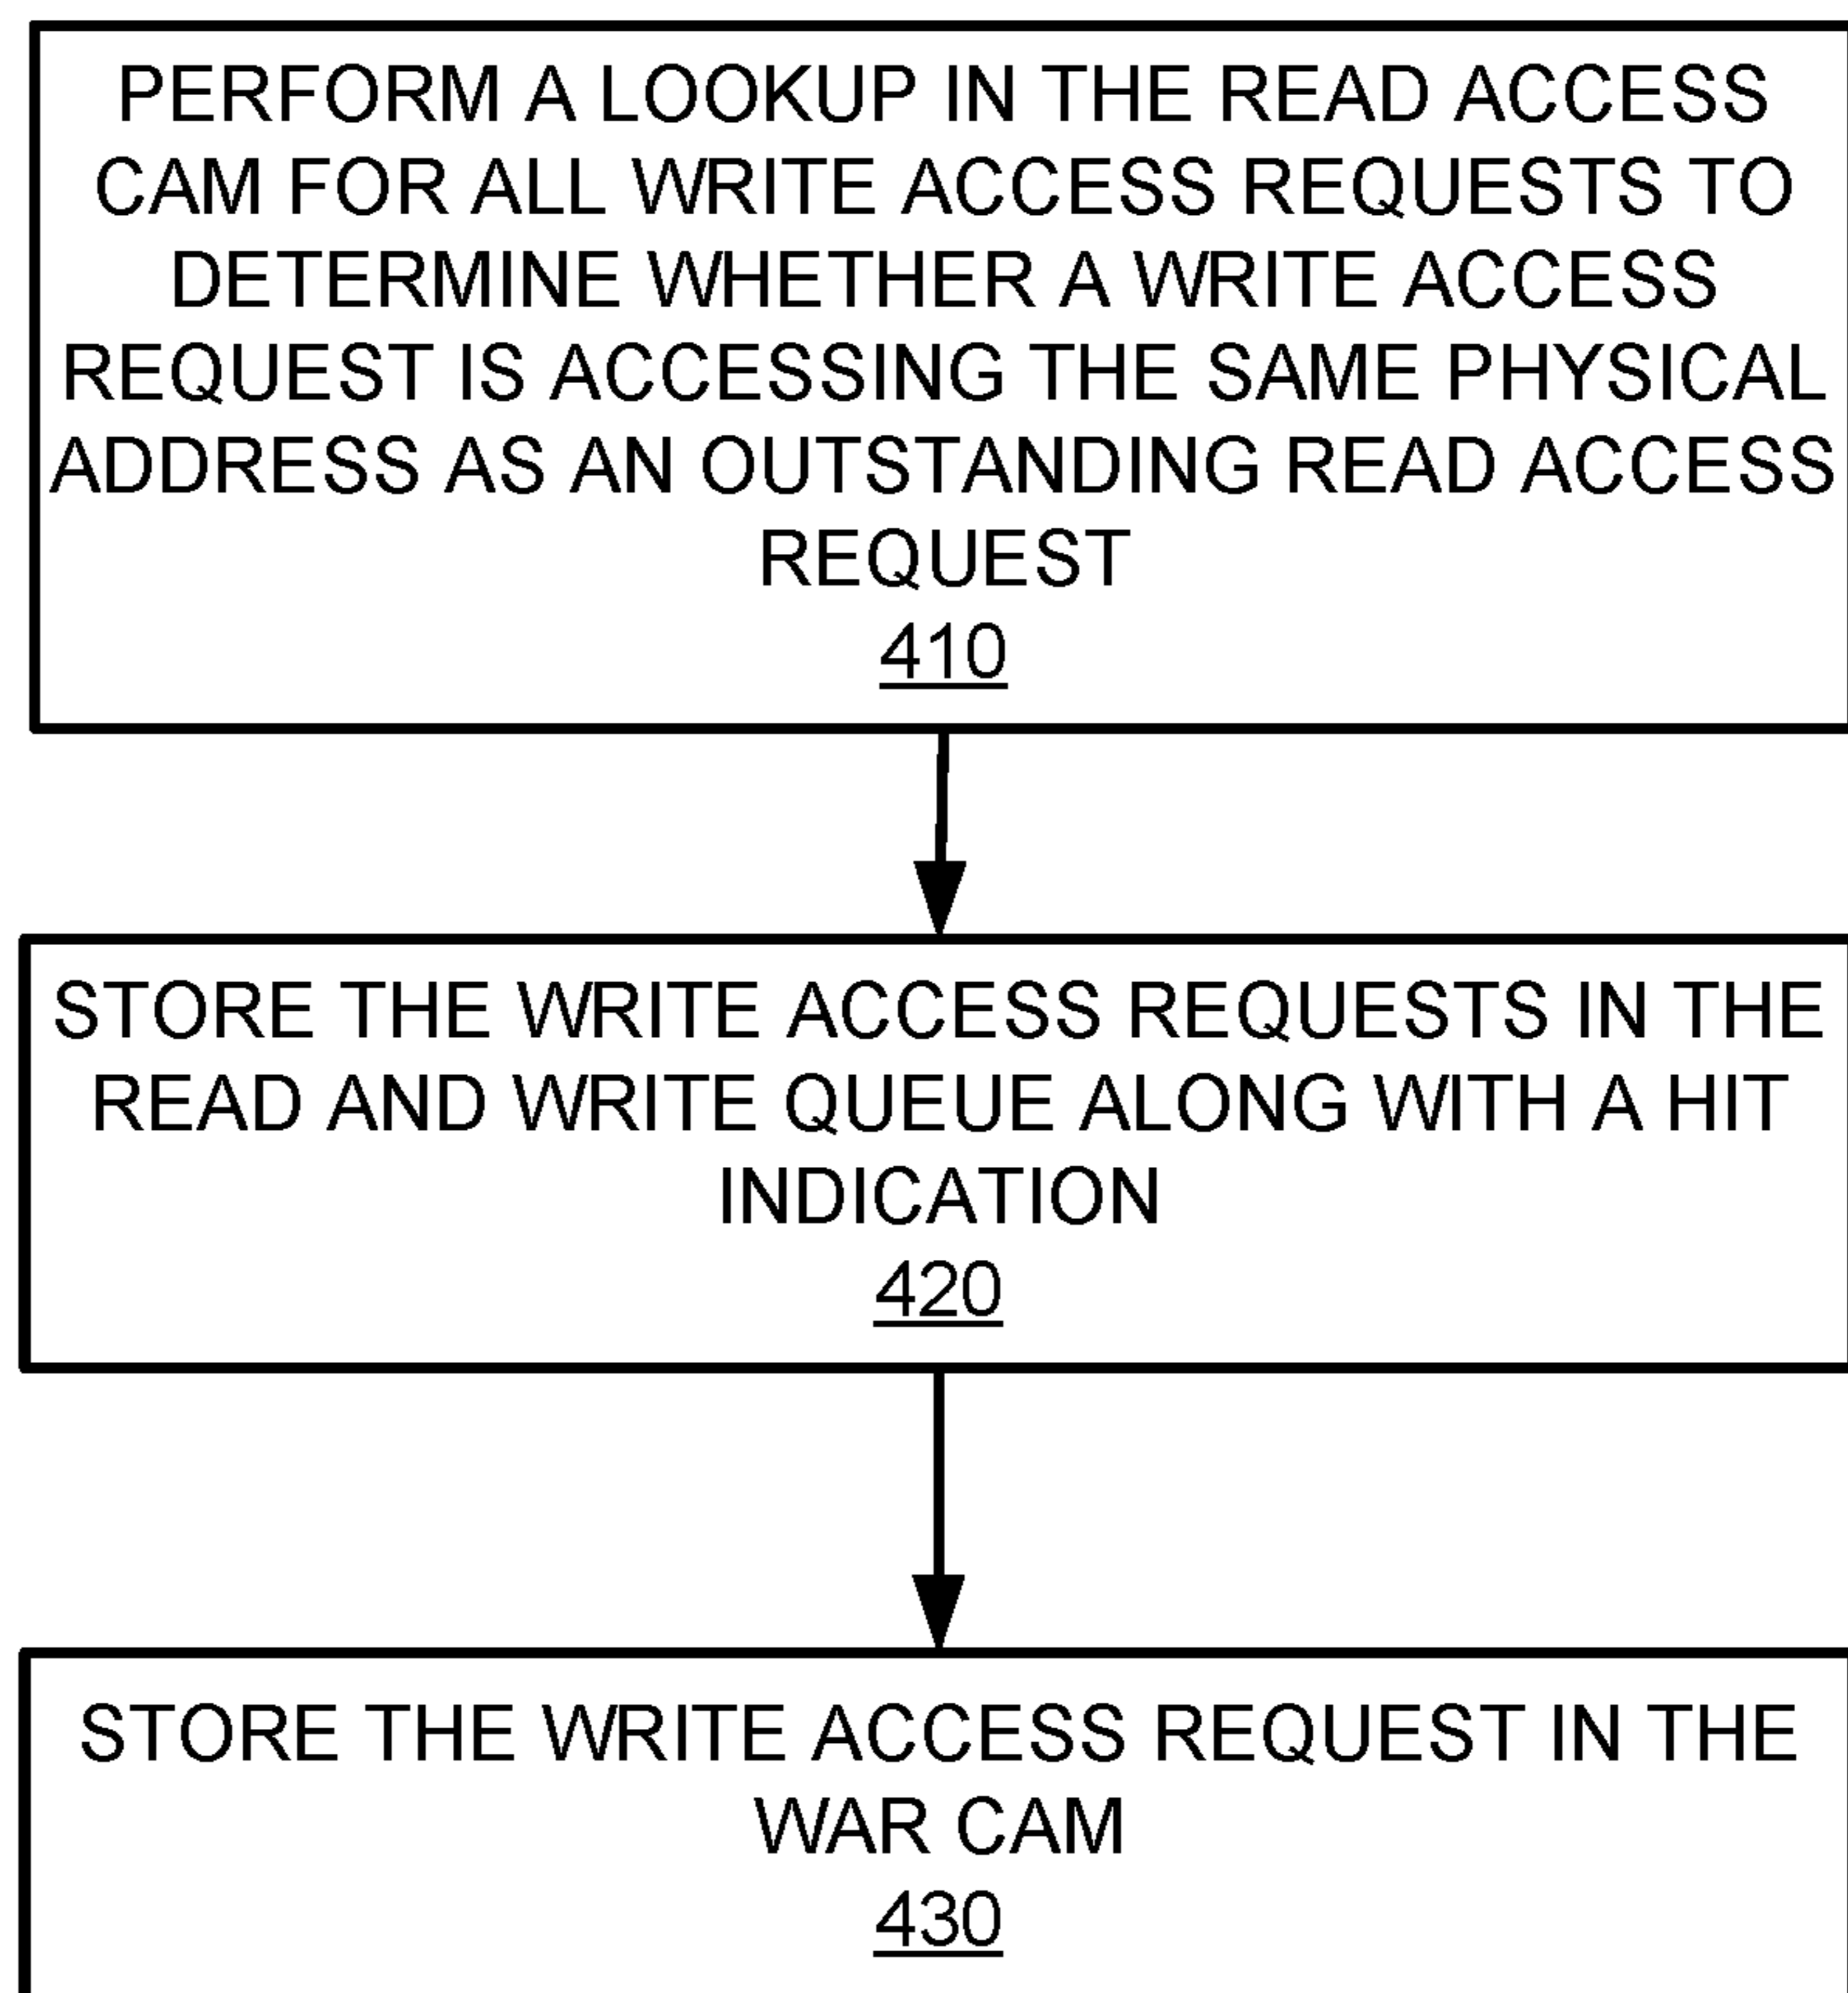 PERFORM A LOOKUP IN THE READ ACCESS
CAM FOR ALL WRITE ACCESS REQUESTS TO
DETERMINE WHETHER A WRITE ACCESS
REQUEST IS ACCESSING THE SAME PHYSICAL
ADDRESS AS AN OUTSTANDING READ ACCESS
REQUEST
410
STORE THE WRITE ACCESS REQUESTS IN THE
READ AND WRITE QUEUE ALONG WITH A HIT
INDICATION
420
STORE THE WRITE ACCESS REQUEST IN THE
WAR CAM
430